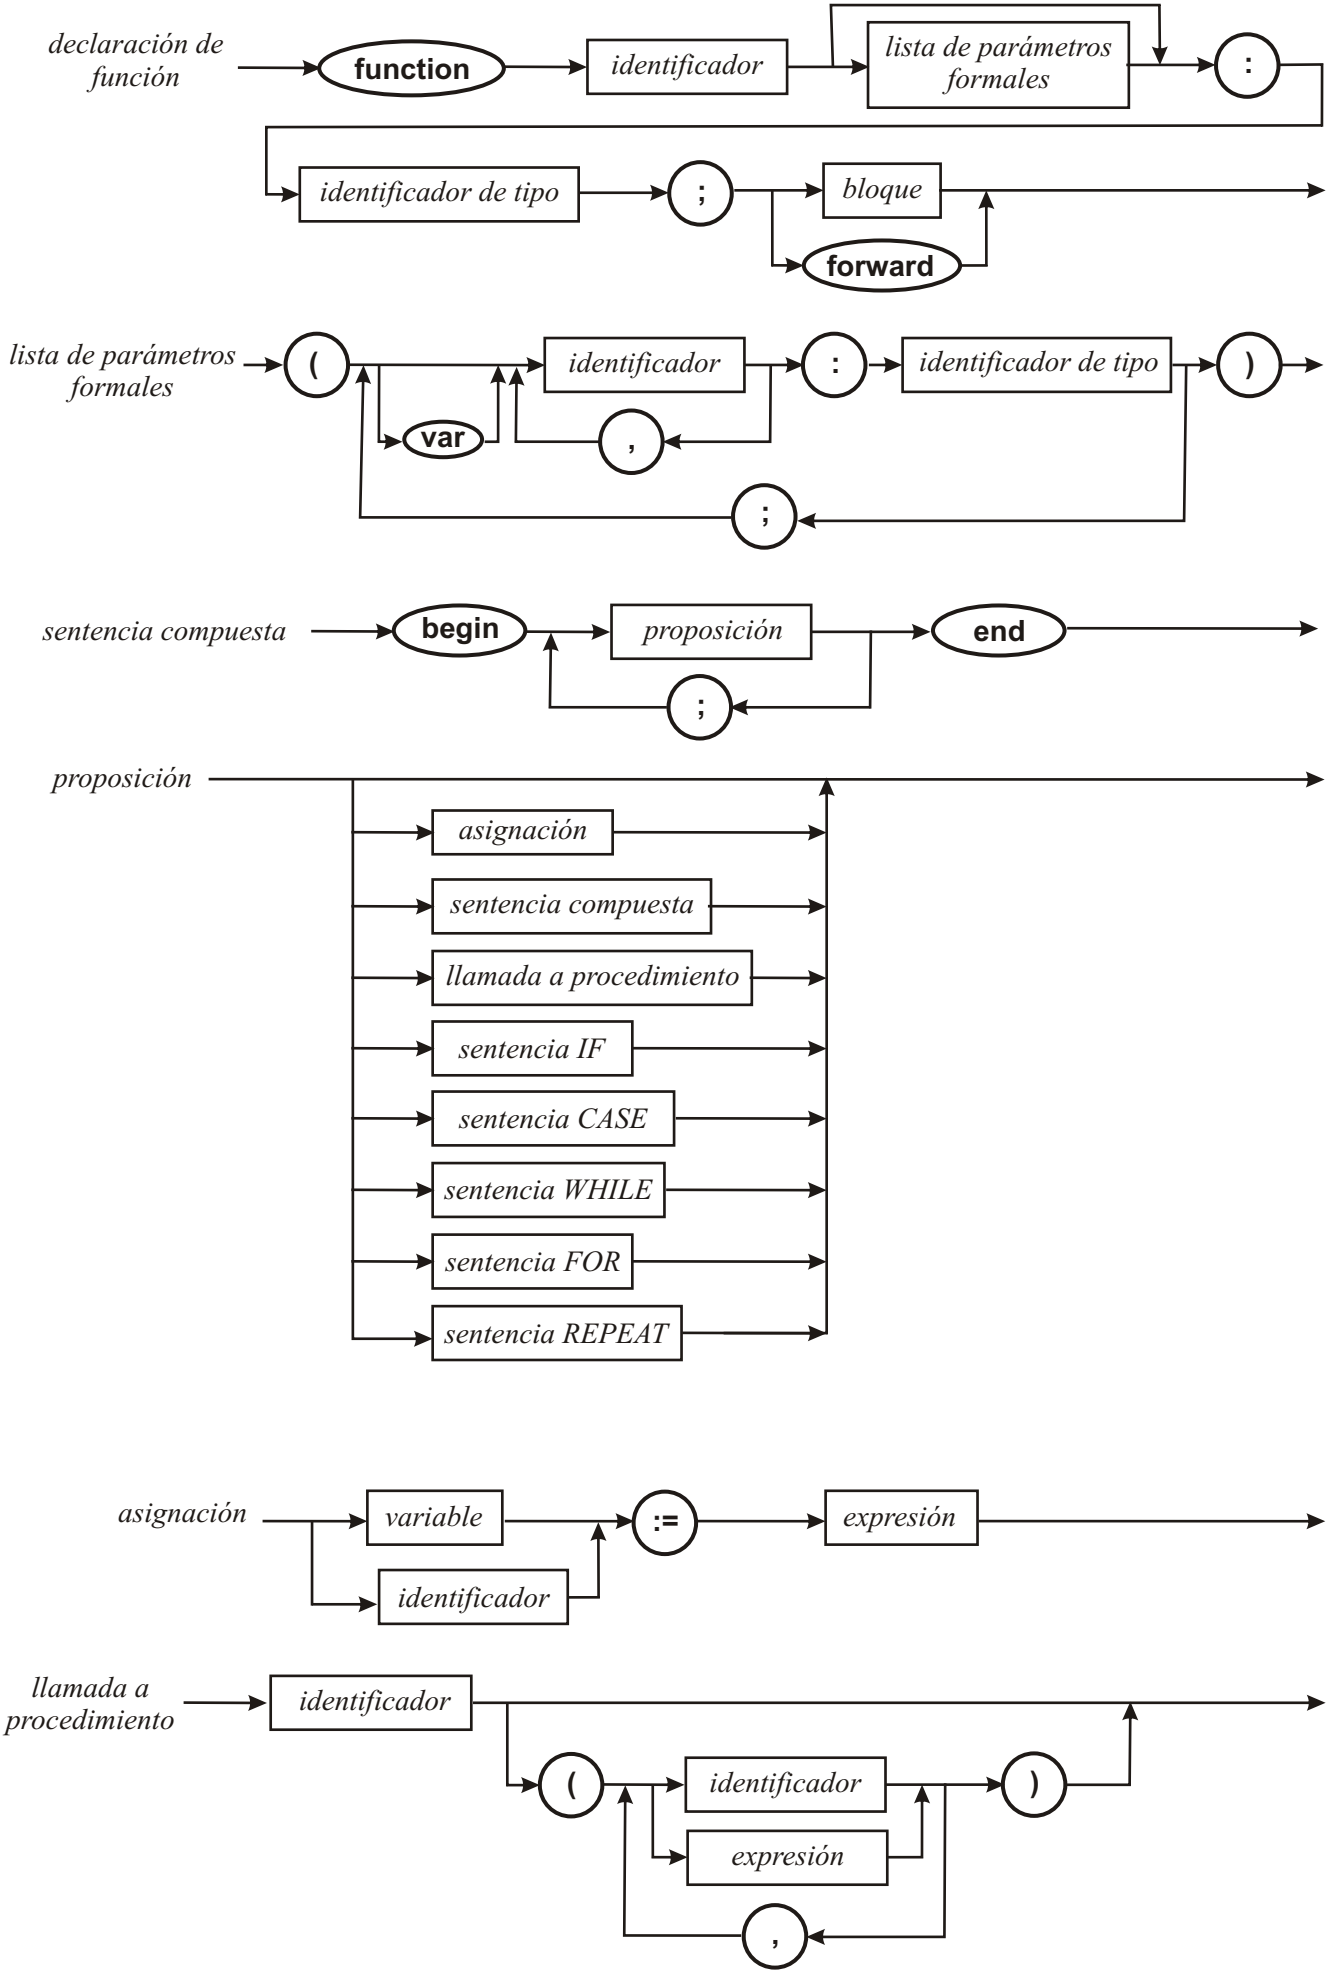 declaración de
función
function
identificador
lista de parámetros
formales
:
identificador de tipo
;
bloque
forward
lista de parámetros
formales
(
identificador
:
identificador de tipo
)
var
,
;
sentencia compuesta
begin
proposición
end
;
proposición
asignación
sentencia compuesta
llamada a procedimiento
sentencia IF
sentencia CASE
sentencia WHILE
sentencia FOR
sentencia REPEAT
asignación
variable
:=
expresión
identificador
llamada a
procedimiento
identificador
(
identificador
)
expresión
,